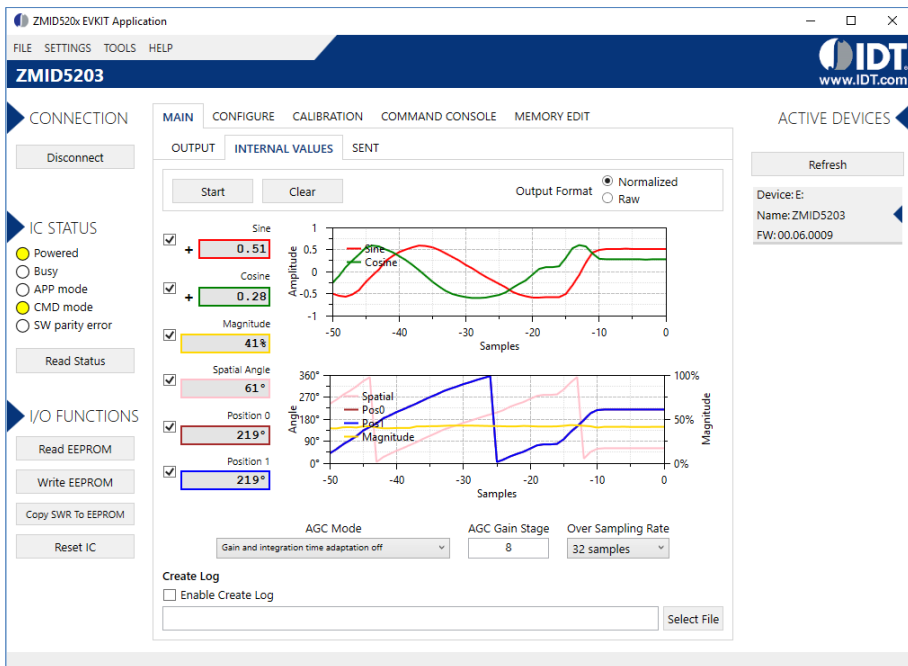 ZMID520x EVKIT Application
FILE SETTINGS TOOLS HELP
IDT.
www.IDT.com
ZMID5203
CONNECTION
Disconnect
IC STATUS
Powered
Busy
APP mode
CMD mode
SW parity error
Read Status
I/O FUNCTIONS
Read EEPROM
Write EEPROM
Copy SWR To EEPROM
Reset IC
MAIN CONFIGURE CALIBRATION COMMAND CONSOLE MEMORY EDIT
OUTPUT INTERNAL VALUES SENT
Start Clear Output Format Normalized
Raw
Sine
+ 0.51
Cosine
+ 0.28
Magnitude
41%
Spatial Angle
61°
Position 0
219°
Position 1
219°
Amplitude
1
0.5
0
-0.5
-1
Sine
Cosine
-50 -40 -30 -20 -10 0
Samples
Angle
360°
270°
180°
90°
0°
Spatial
Pos0
Pos1
Magnitude
100%
50%
0%
Magnitude
-50 -40 -30 -20 -10 0
Samples
AGC Mode AGC Gain Stage Over Sampling Rate
Gain and integration time adaptation off 8 32 samples
Create Log
Enable Create Log
Select File
ACTIVE DEVICES
Refresh
Device: E:
Name: ZMID5203
FW: 00.06.0009